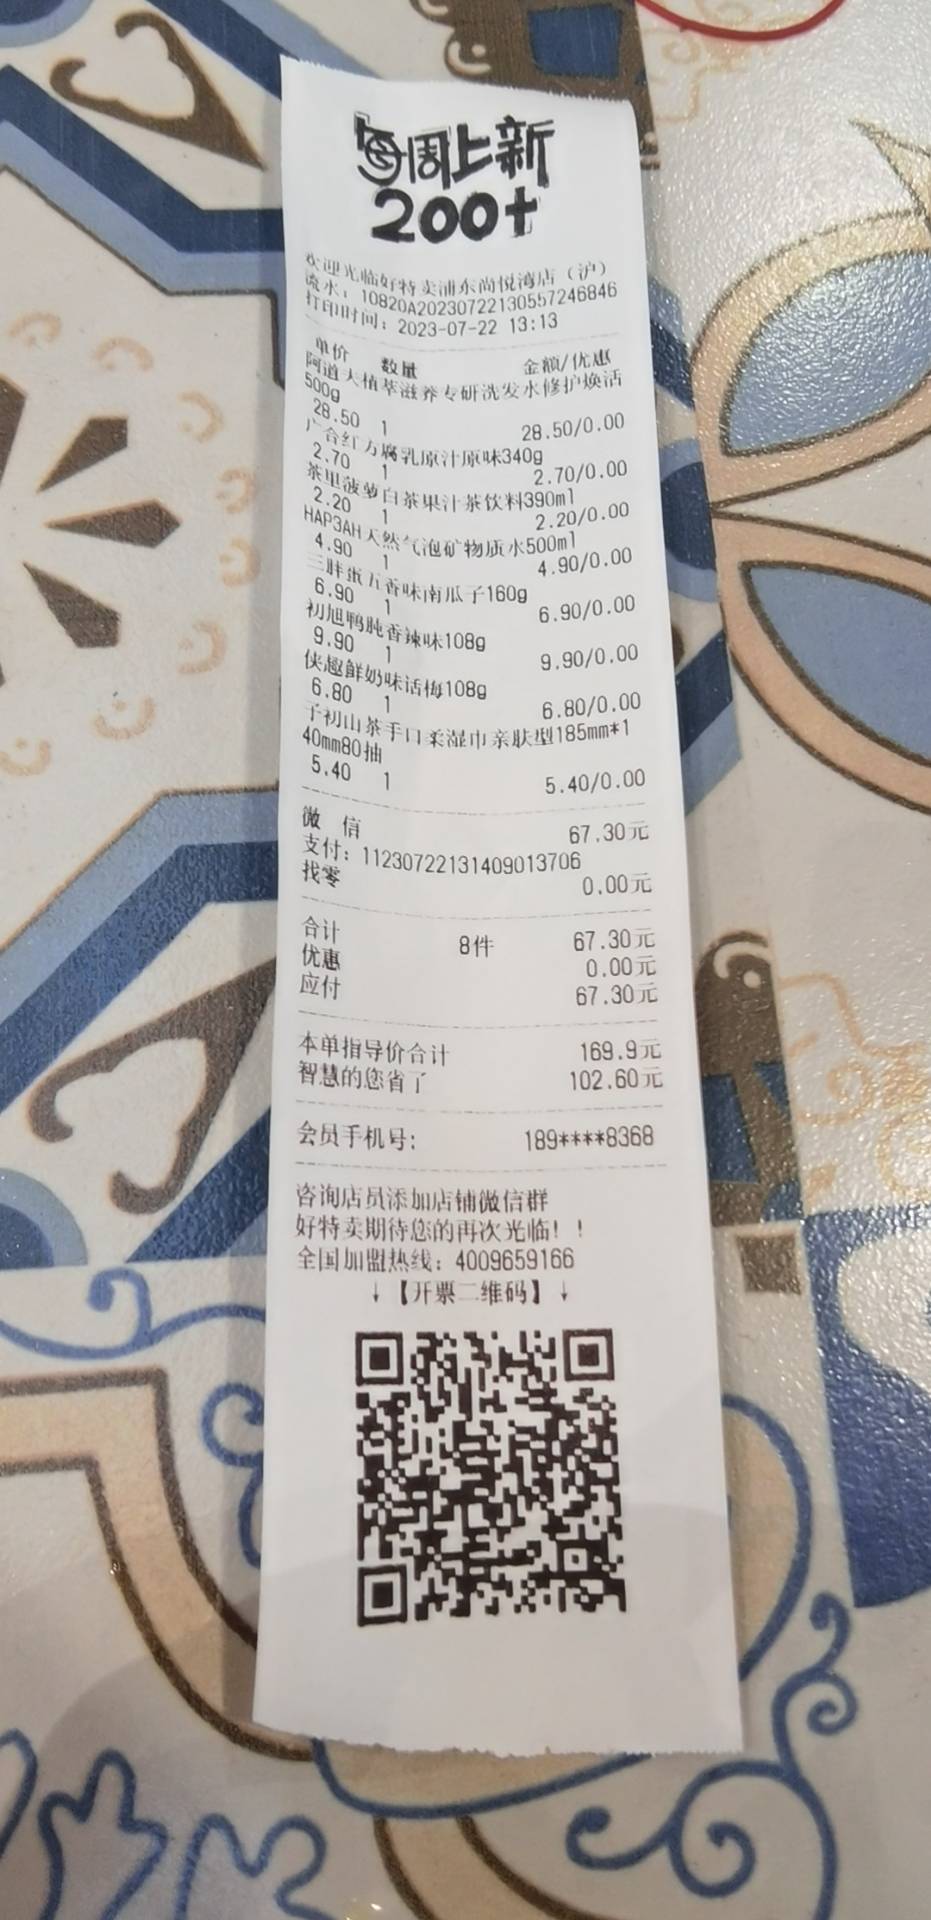 每周上新
200+
欢迎光临好特卖浦东尚悦湾店（沪）
流水：10820A20230722130557246846
打印时间：2023-07-22 13:13
单价 数量 金额/优惠
阿道夫植萃滋养专研洗发水修护焕活
500g
28.50 1 28.50/0.00
广合红方腐乳原汁原味340g
2.70 1 2.70/0.00
茶里菠萝白茶果汁茶饮料390ml
2.20 1 2.20/0.00
HAP3AH天然气泡矿物质水500ml
4.90 1 4.90/0.00
三胖蛋五香味南瓜子160g
6.90 1 6.90/0.00
初旭鸭肫香辣味108g
9.90 1 9.90/0.00
侠趣鲜奶味话梅108g
6.80 1 6.80/0.00
子初山茶手口柔湿巾亲肤型185mm*1
40mm80抽
5.40 1 5.40/0.00
微 信 67.30元
支付：11230722131409013706
找零 0.00元
合计 8件 67.30元
优惠 0.00元
应付 67.30元
本单指导价合计 169.9元
智慧的您省了 102.60元
会员手机号: 189****8368
咨询店员添加店铺微信群
好特卖期待您的再次光临！！
全国加盟热线：4009659166
↓【开票二维码】↓